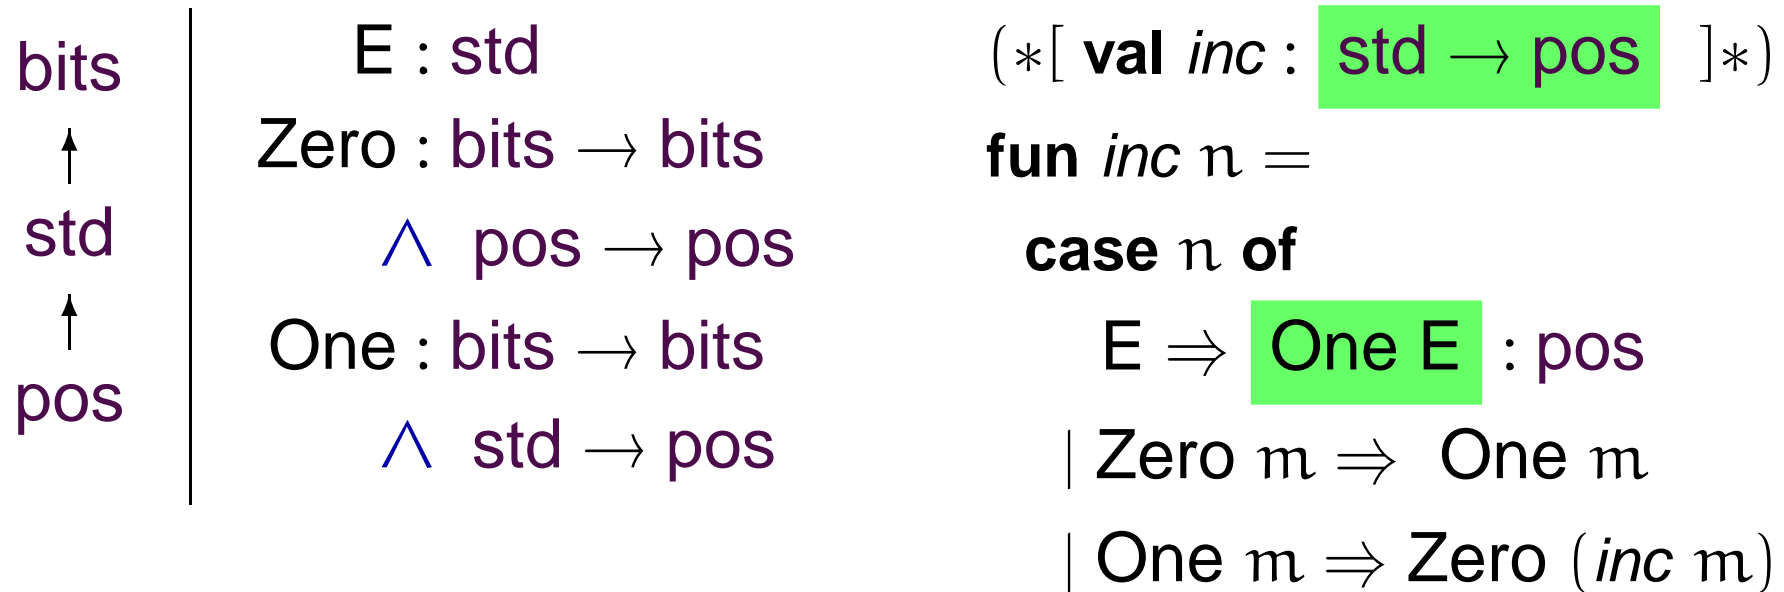 bits
↑
std
↑
pos
E : std
Zero : bits → bits
∧ pos → pos
One : bits → bits
∧ std → pos
(∗[ val inc : std → pos ]∗)
fun inc n =
case n of
E ⇒ One E : pos
| Zero m ⇒ One m
| One m ⇒ Zero (inc m)